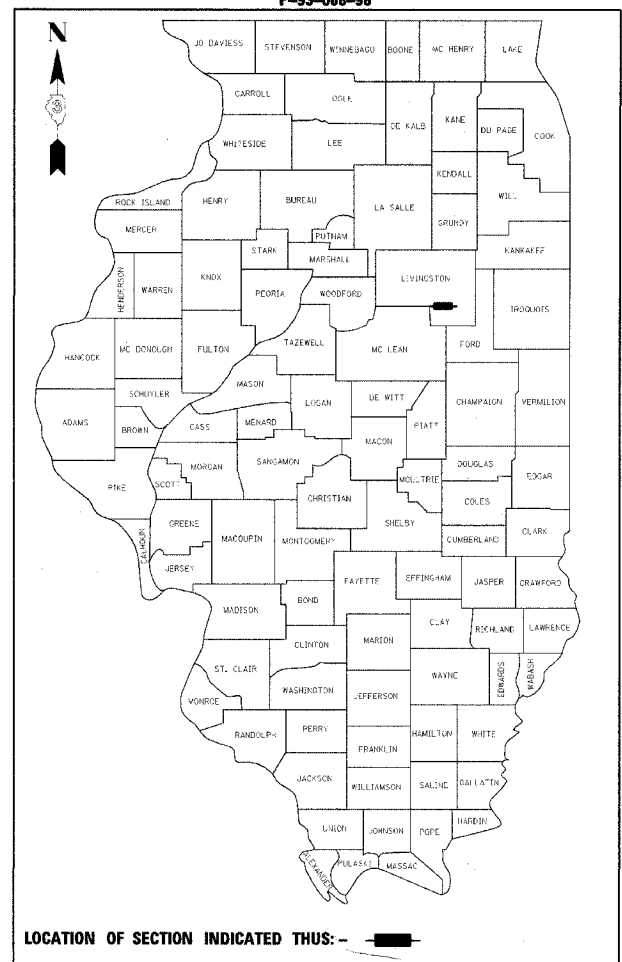 N
JO DAVIESS STEVENSON WINNEBAGO BOONE MC HENRY LAKE
CARROLL OGLE DE KALB KANE DU PAGE COOK
WHITESIDE LEE KENDALL WILL
ROCK ISLAND HENRY BUREAU LA SALLE GRUNDY
MERCER PUTNAM KANKAKEE
STARK MARSHALL
HENDERSON WARREN KNOX PEORIA WOODFORD LIVINGSTON IROQUOIS
HANCOCK MC DONOUGH FULTON TAZEWELL MC LEAN FORD
MASON
SCHUYLER LOGAN DE WITT CHAMPAIGN VERMILION
ADAMS BROWN CASS MENARD MACON PIATT
DOUGLAS
PIKE SCOTT MORGAN SANGAMON MOULTRIE EDGAR
CHRISTIAN COLES
GREENE MACOUPIN MONTGOMERY SHELBY CUMBERLAND CLARK
CALHOUN JERSEY
FAYETTE EFFINGHAM JASPER CRAWFORD
MADISON BOND
CLAY RICHLAND LAWRENCE
CLINTON MARION
ST. CLAIR WAYNE EDWARDS WABASH
WASHINGTON JEFFERSON
MONROE
RANDOLPH PERRY HAMILTON WHITE
FRANKLIN
JACKSON WILLIAMSON SALINE GALLATIN
UNION JOHNSON POPE HARDIN
ALEXANDER PULASKI MASSAC
LOCATION OF SECTION INDICATED THUS: -